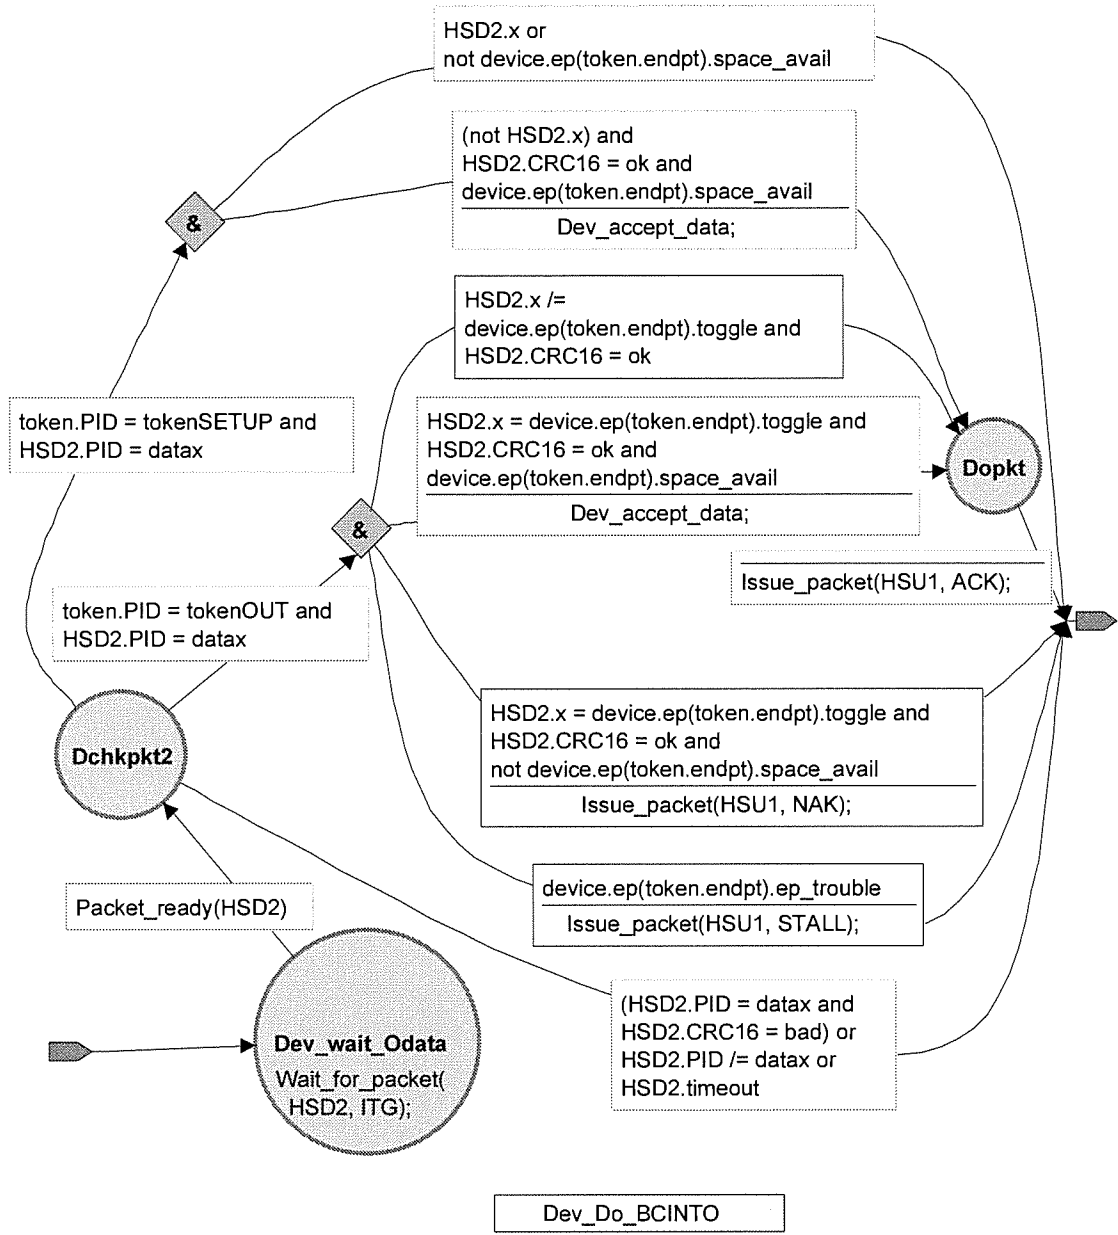 HSD2.x or
not device.ep(token.endpt).space_avail
(not HSD2.x) and
HSD2.CRC16 = ok and
device.ep(token.endpt).space_avail
Dev_accept_data;
&
HSD2.x /=
device.ep(token.endpt).toggle and
HSD2.CRC16 = ok
token.PID = tokenSETUP and
HSD2.PID = datax
HSD2.x = device.ep(token.endpt).toggle and
HSD2.CRC16 = ok and
device.ep(token.endpt).space_avail
Dev_accept_data;
Dopkt
&
Issue_packet(HSU1, ACK);
token.PID = tokenOUT and
HSD2.PID = datax
HSD2.x = device.ep(token.endpt).toggle and
HSD2.CRC16 = ok and
not device.ep(token.endpt).space_avail
Issue_packet(HSU1, NAK);
Dchkpkt2
device.ep(token.endpt).ep_trouble
Issue_packet(HSU1, STALL);
Packet_ready(HSD2)
(HSD2.PID = datax and
HSD2.CRC16 = bad) or
HSD2.PID /= datax or
HSD2.timeout
Dev_wait_Odata
Wait_for_packet(
HSD2, ITG);
Dev_Do_BCINTO